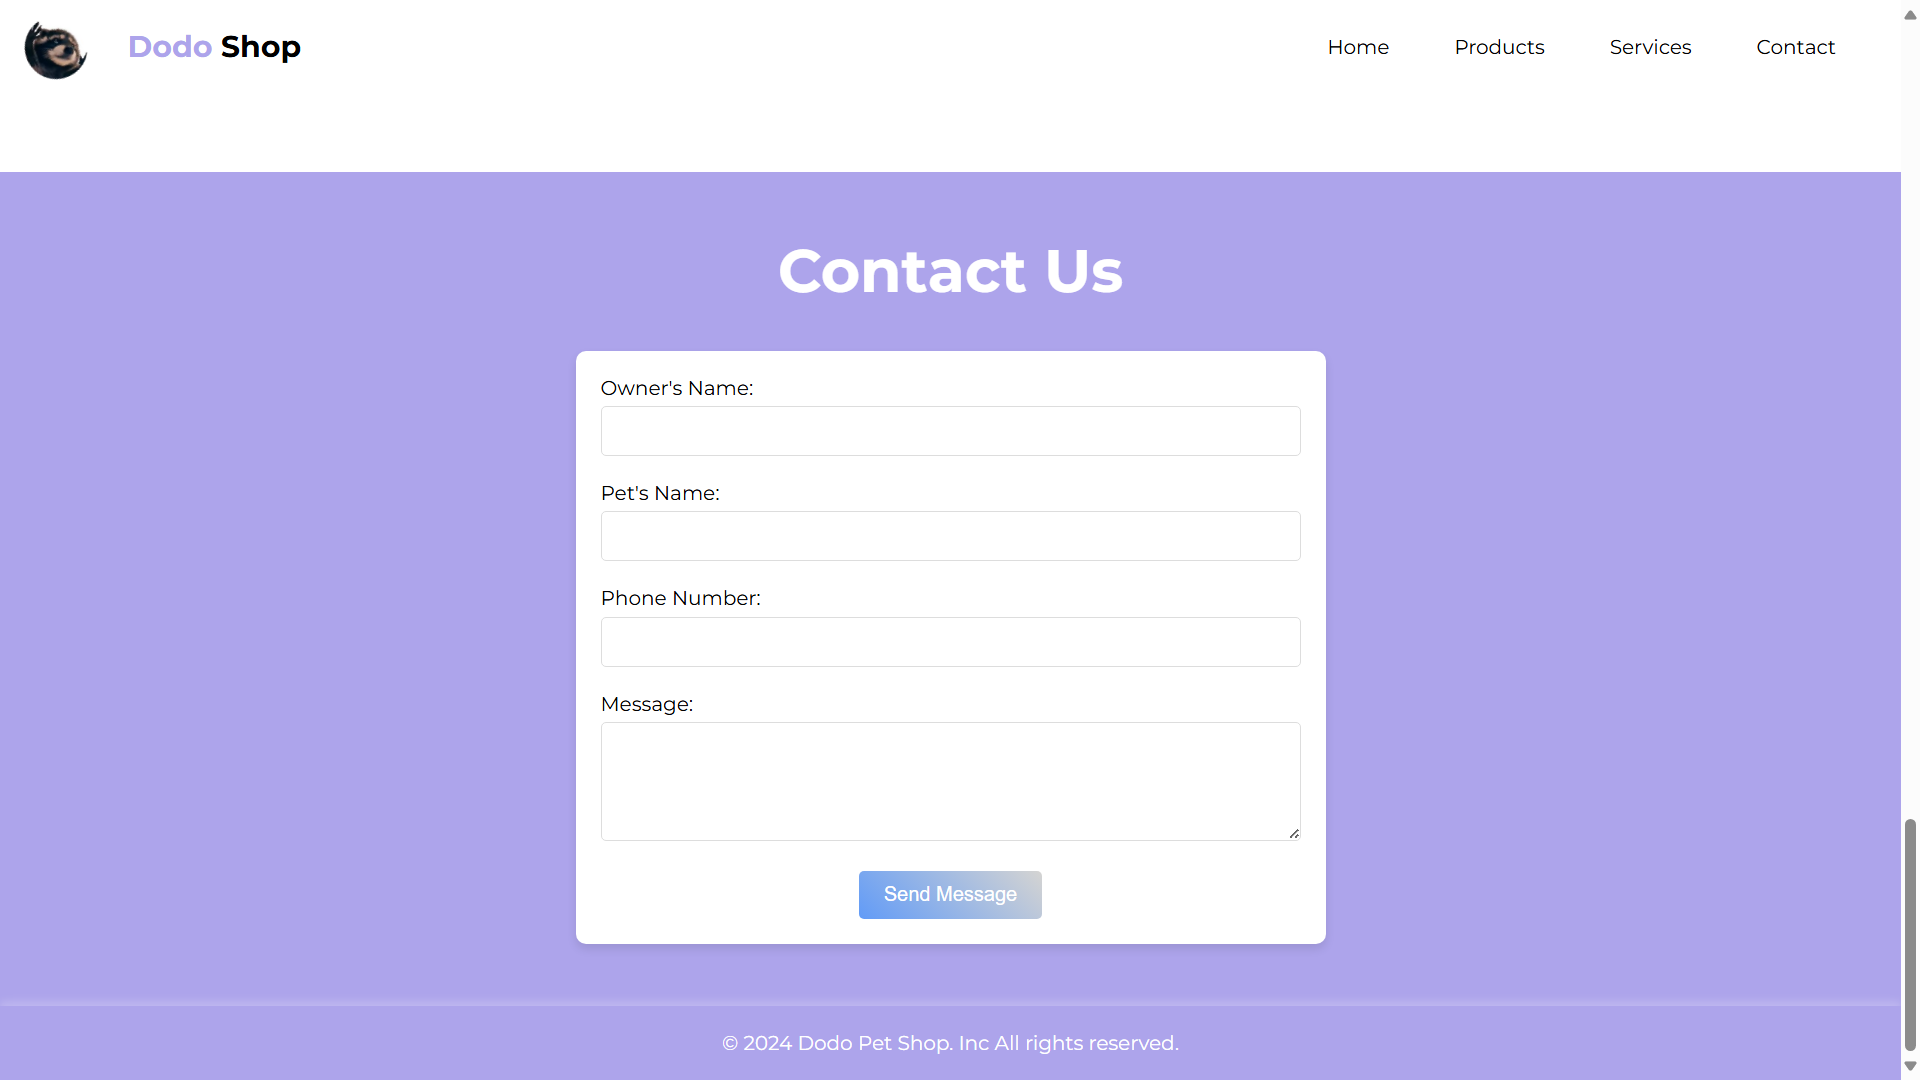 Dodo Shop
Home Products Services Contact
Contact Us
Owner's Name:
Pet's Name:
Phone Number:
Message:
Send Message
© 2024 Dodo Pet Shop. Inc All rights reserved.